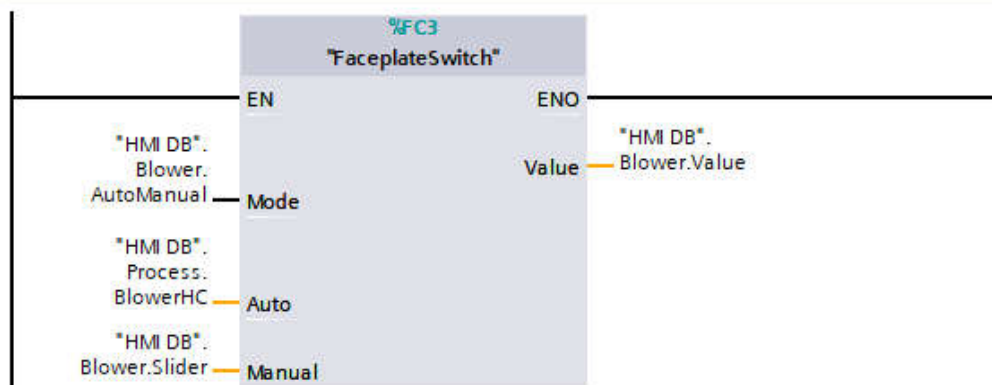 %FC3
"FaceplateSwitch"
EN
ENO
"HMI DB".
Blower.
AutoManual
Mode
Value
"HMI DB".
Blower.Value
"HMI DB".
Process.
BlowerHC
Auto
"HMI DB".
Blower.Slider
Manual